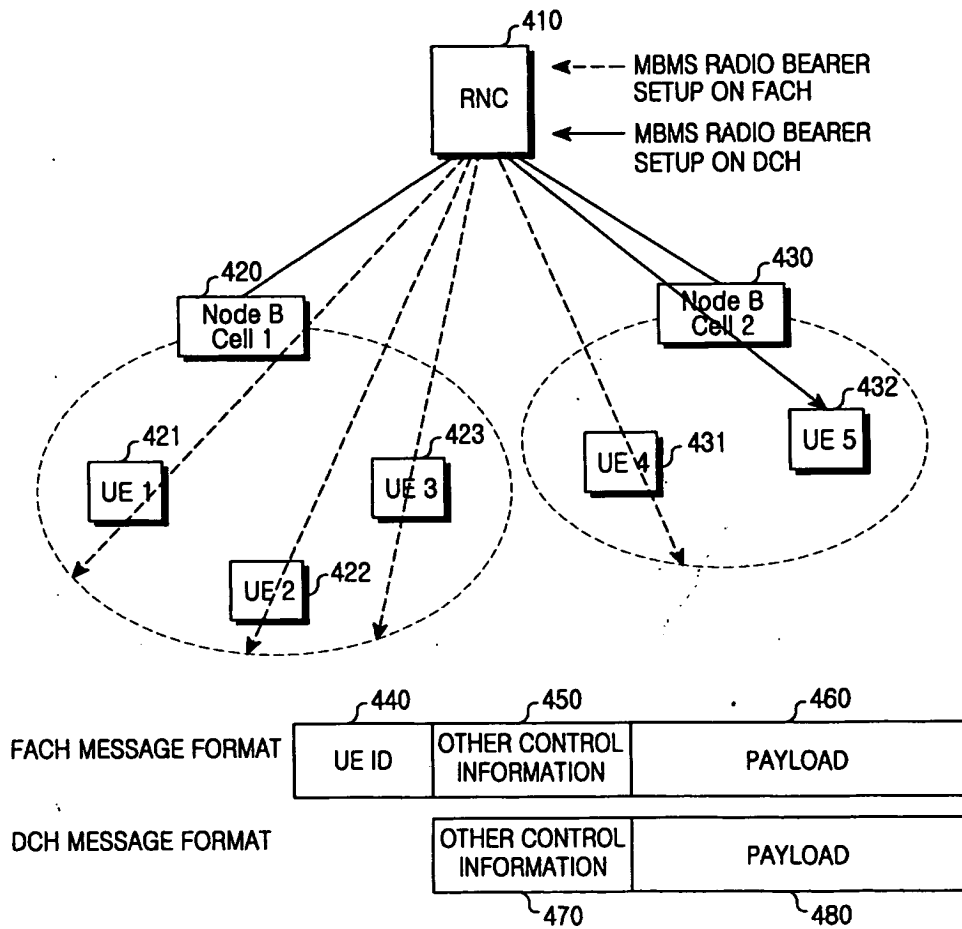 410
RNC
MBMS RADIO BEARER
SETUP ON FACH
MBMS RADIO BEARER
SETUP ON DCH
420
Node B
Cell 1
430
Node B
Cell 2
421
UE 1
423
UE 3
UE 2
422
UE 4
431
432
UE 5
440
450
460
FACH MESSAGE FORMAT
UE ID
OTHER CONTROL
INFORMATION
PAYLOAD
DCH MESSAGE FORMAT
OTHER CONTROL
INFORMATION
PAYLOAD
470
480